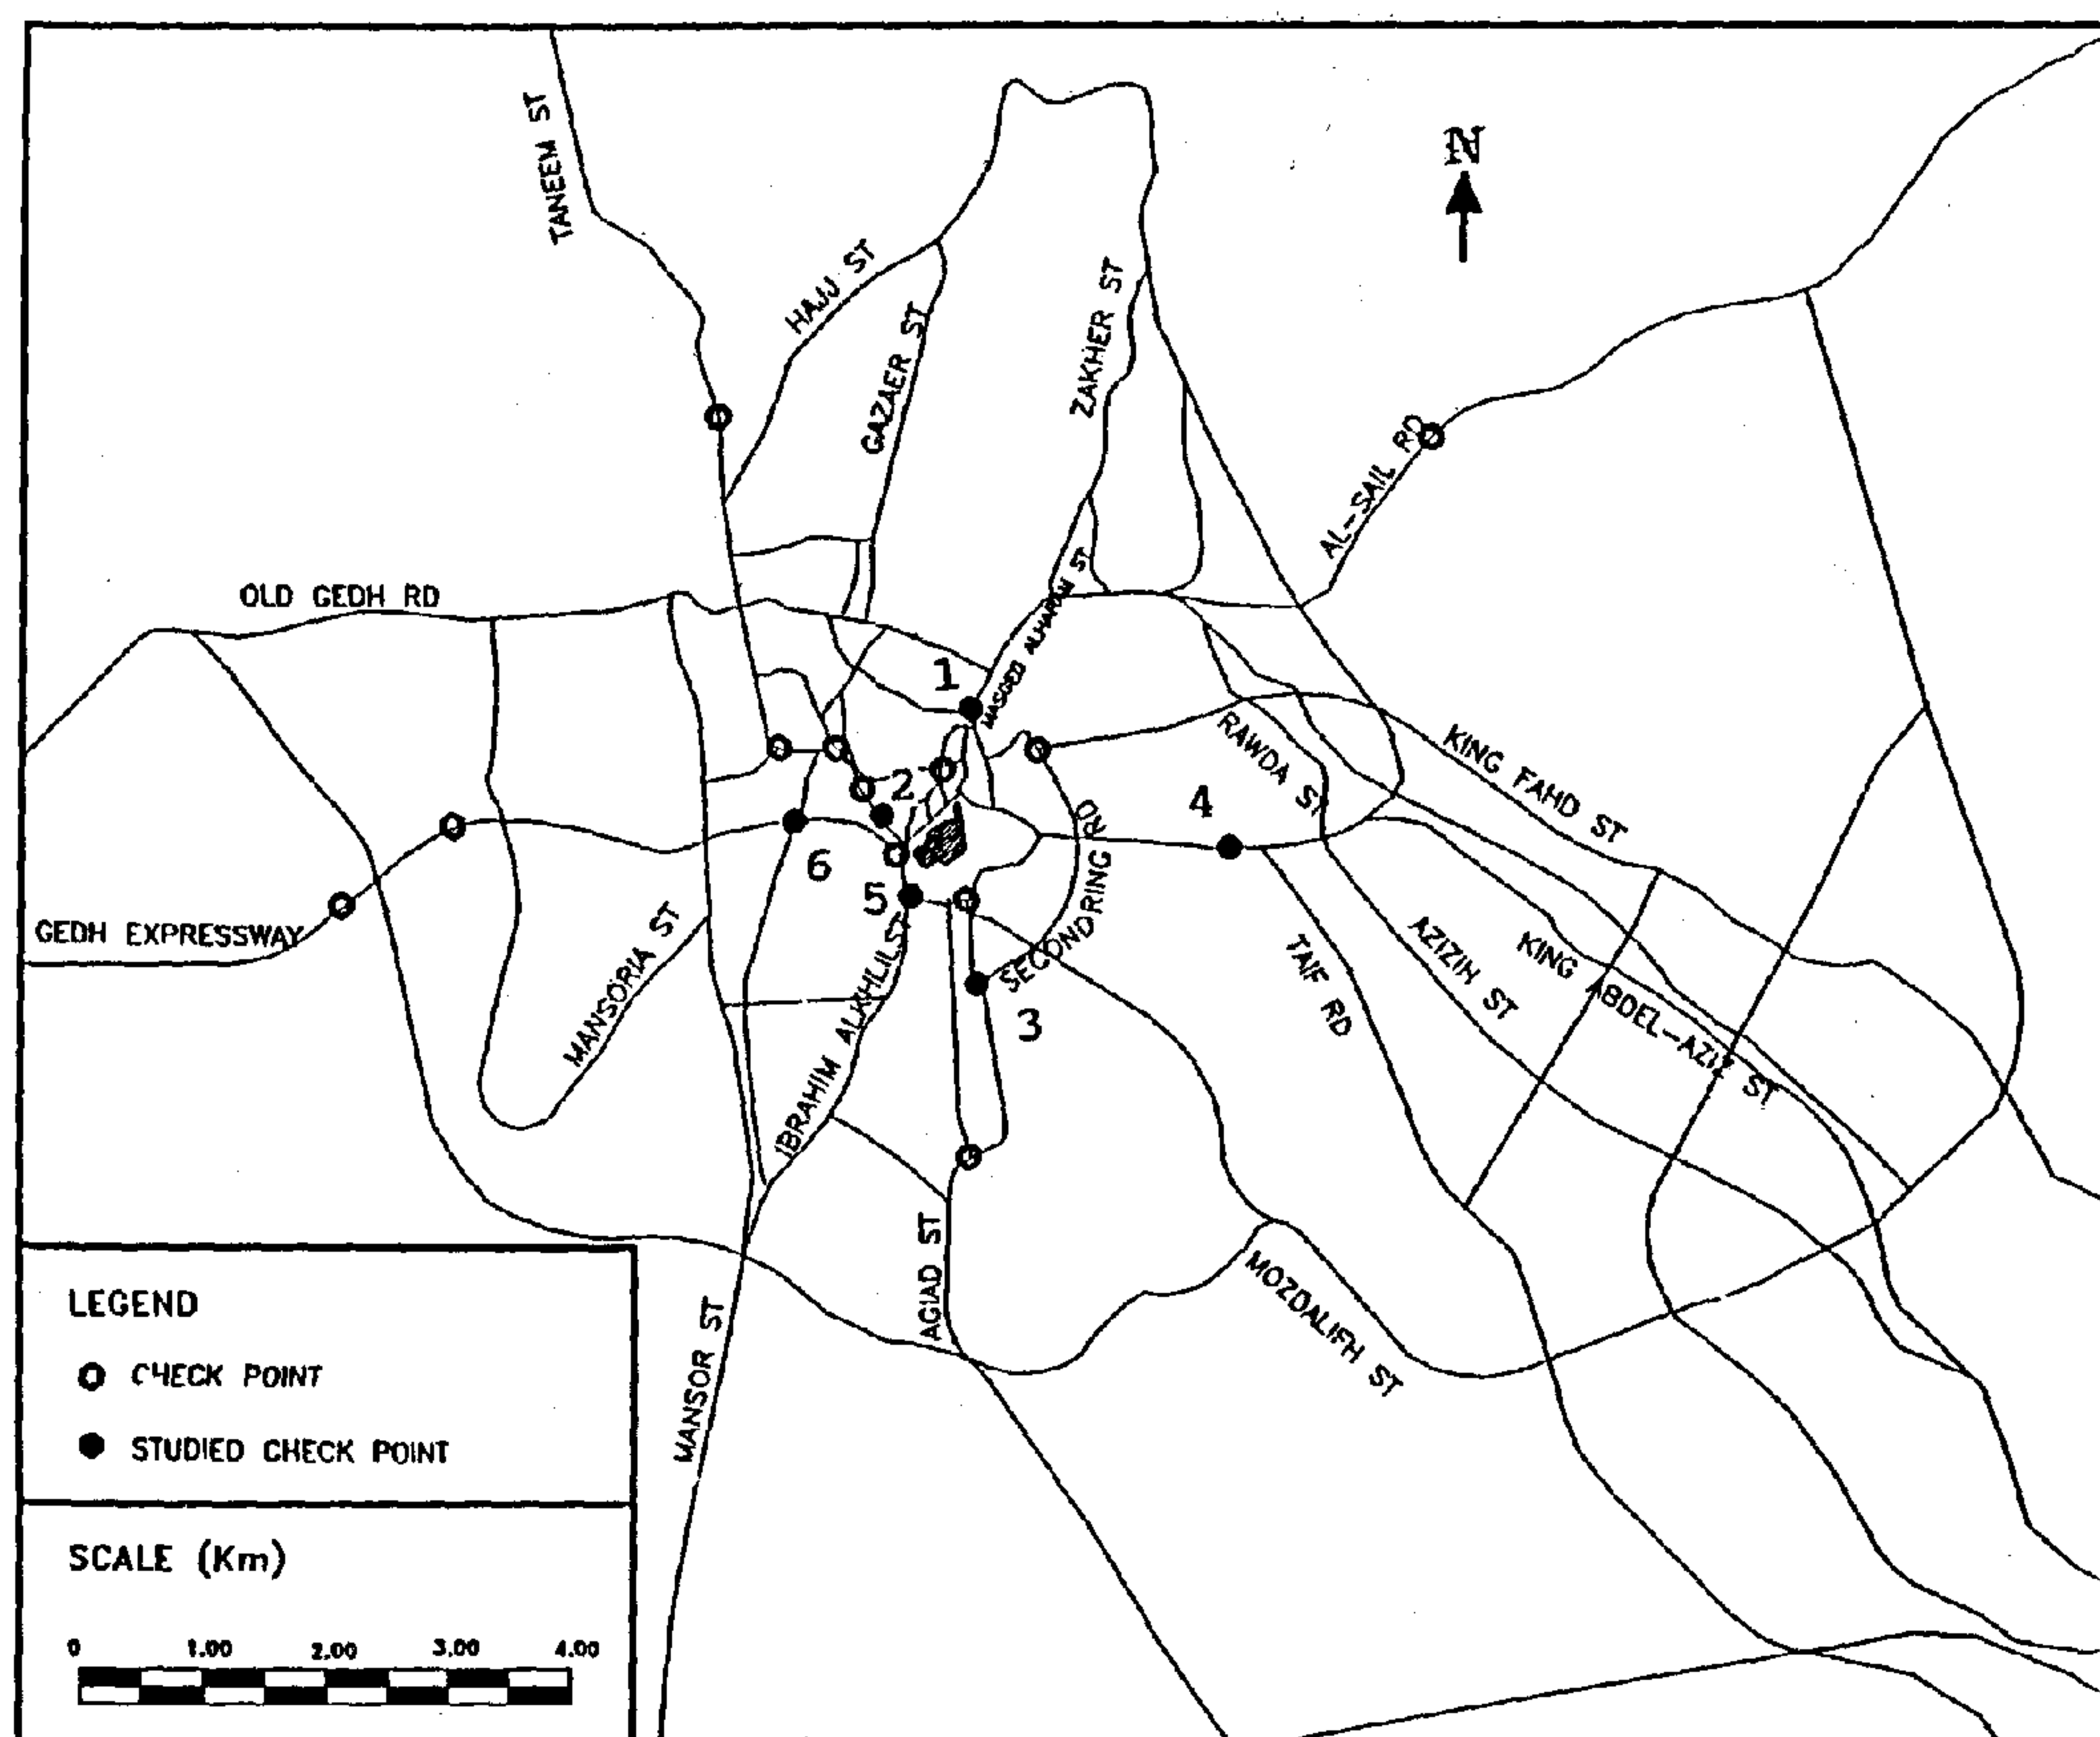 TANEEM ST
N
HAJJ ST
GAZAER ST
ZAKHER ST
AL-SAIL RD
OLD GEDH RD
MASGED ALHARAM ST
1
RAWDA ST
KING FAHD ST
2
4
6
5
SECONDRING RD
GEDH EXPRESSWAY
MANSORIA ST
IBRAHIM ALKHLIL ST
3
TAIF RD
AZIZIH ST
KING ABDEL-AZIZ ST
AGIAD ST
MOZDALIFH ST
MANSOR ST
LEGEND
CHECK POINT
STUDIED CHECK POINT
SCALE (Km)
0 1.00 2.00 3.00 4.00